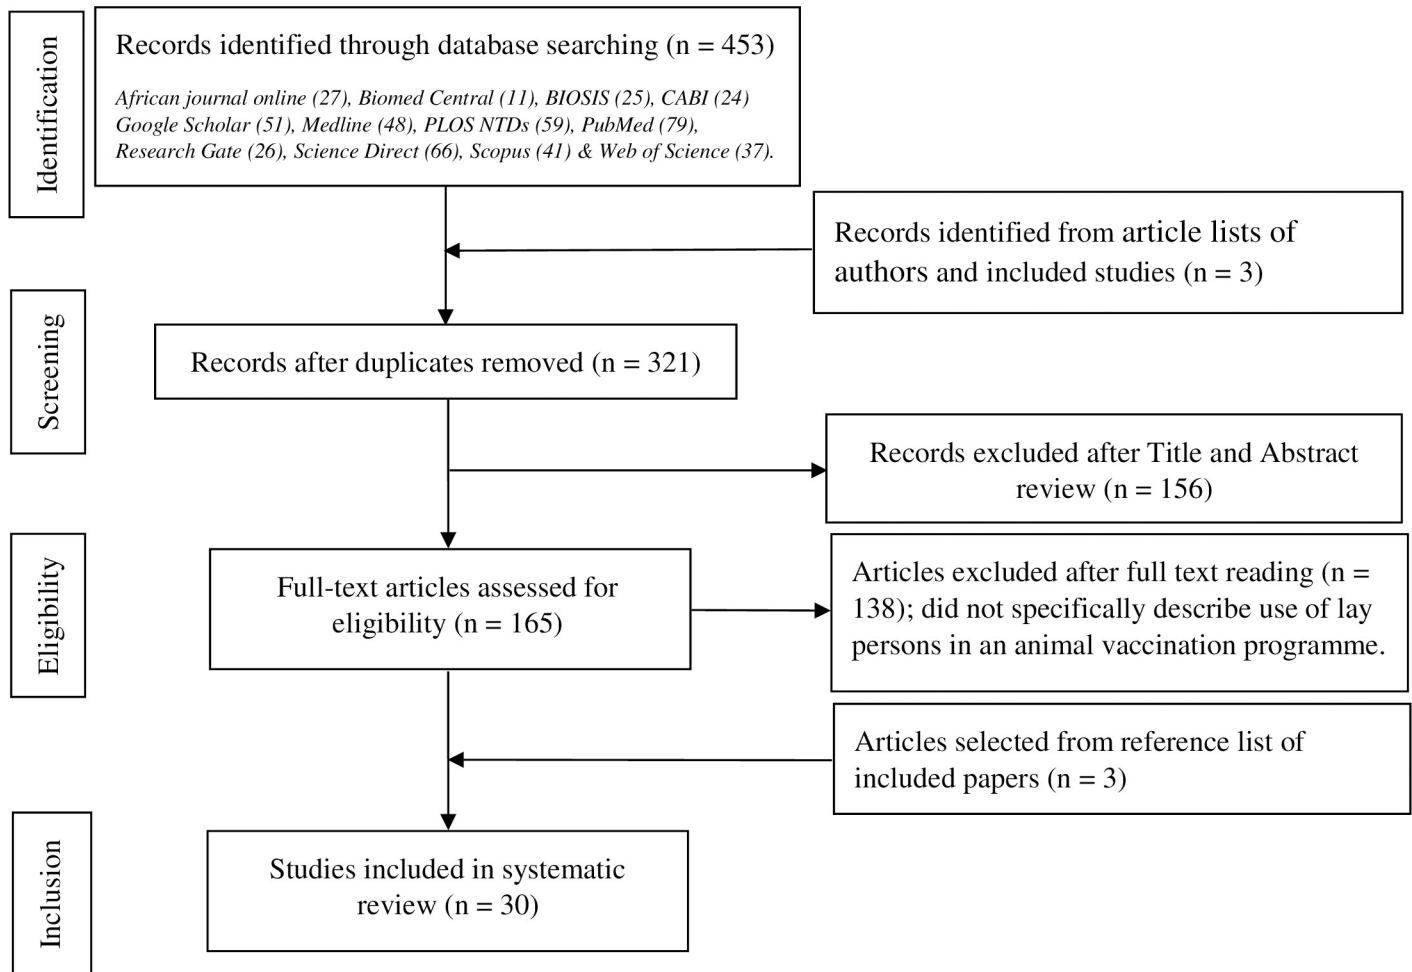 Identification
Records identified through database searching (n = 453)
African journal online (27), Biomed Central (11), BIOSIS (25), CABI (24)
Google Scholar (51), Medline (48), PLOS NTDs (59), PubMed (79),
Research Gate (26), Science Direct (66), Scopus (41) & Web of Science (37).
Records identified from article lists of
authors and included studies (n = 3)
Screening
Records after duplicates removed (n = 321)
Records excluded after Title and Abstract
review (n = 156)
Eligibility
Full-text articles assessed for
eligibility (n = 165)
Articles excluded after full text reading (n =
138); did not specifically describe use of lay
persons in an animal vaccination programme.
Articles selected from reference list of
included papers (n = 3)
Inclusion
Studies included in systematic
review (n = 30)